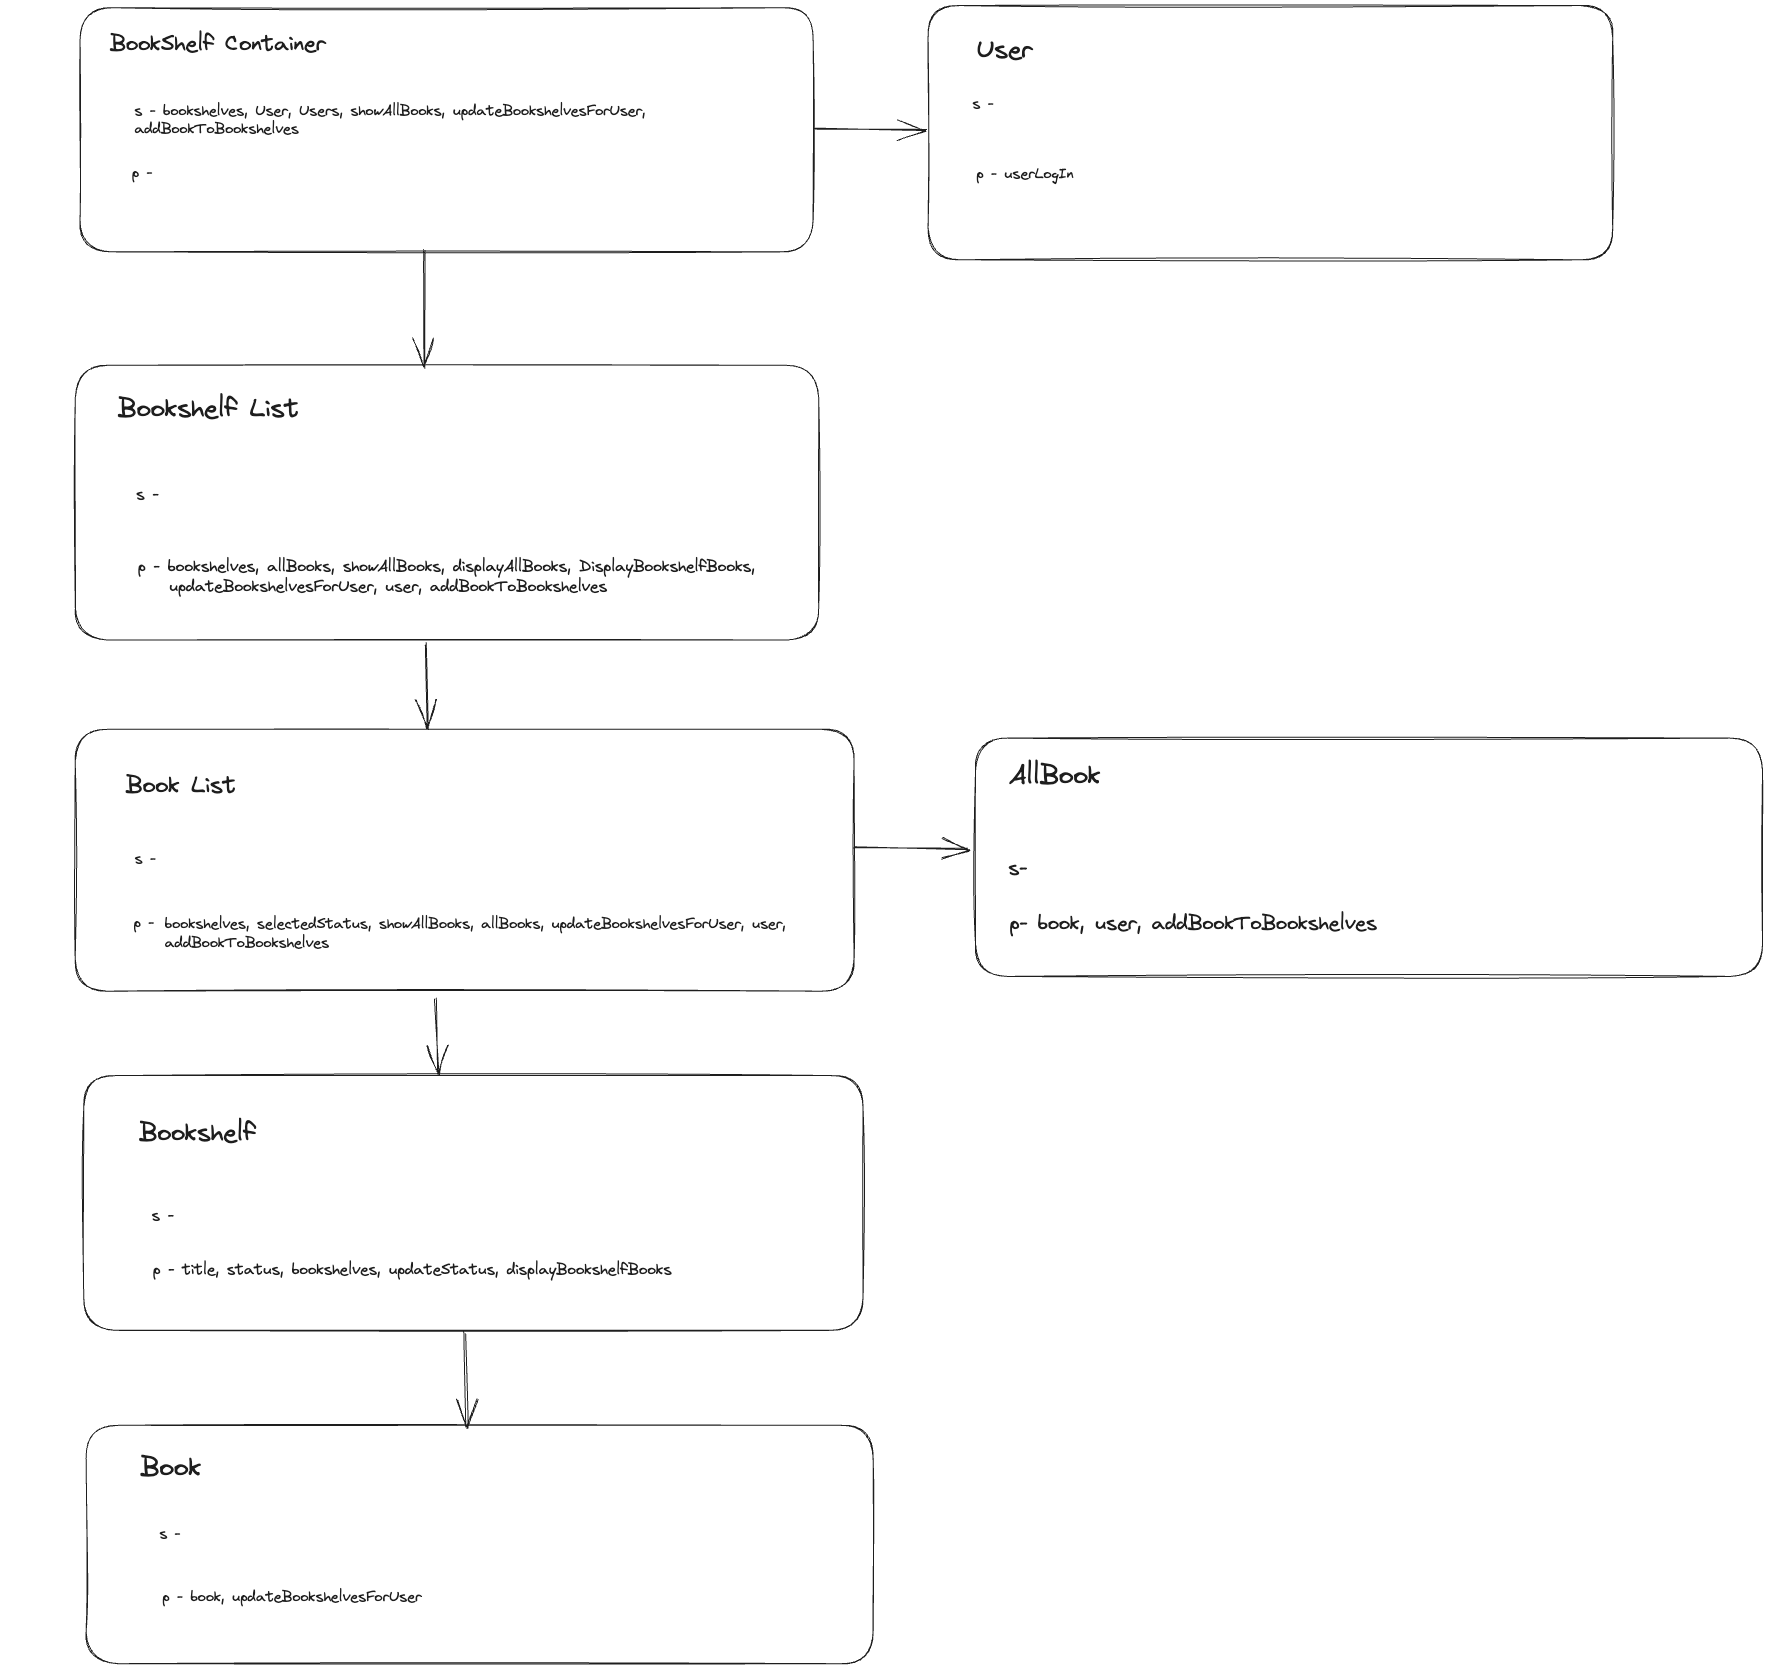 BookShelf Container
s - bookshelves, User, Users, showAllBooks, updateBookshelvesForUser,
addBookToBookshelves
p -
User
s -
p - userLogIn
Bookshelf List
s -
p - bookshelves, allBooks, showAllBooks, displayAllBooks, DisplayBookshelfBooks,
updateBookshelvesForUser, user, addBookToBookshelves
Book List
s -
p - bookshelves, selectedStatus, showAllBooks, allBooks, updateBookshelvesForUser, user,
addBookToBookshelves
AllBook
s-
p- book, user, addBookToBookshelves
Bookshelf
s -
p - title, status, bookshelves, updateStatus, displayBookshelfBooks
Book
s -
p - book, updateBookshelvesForUser